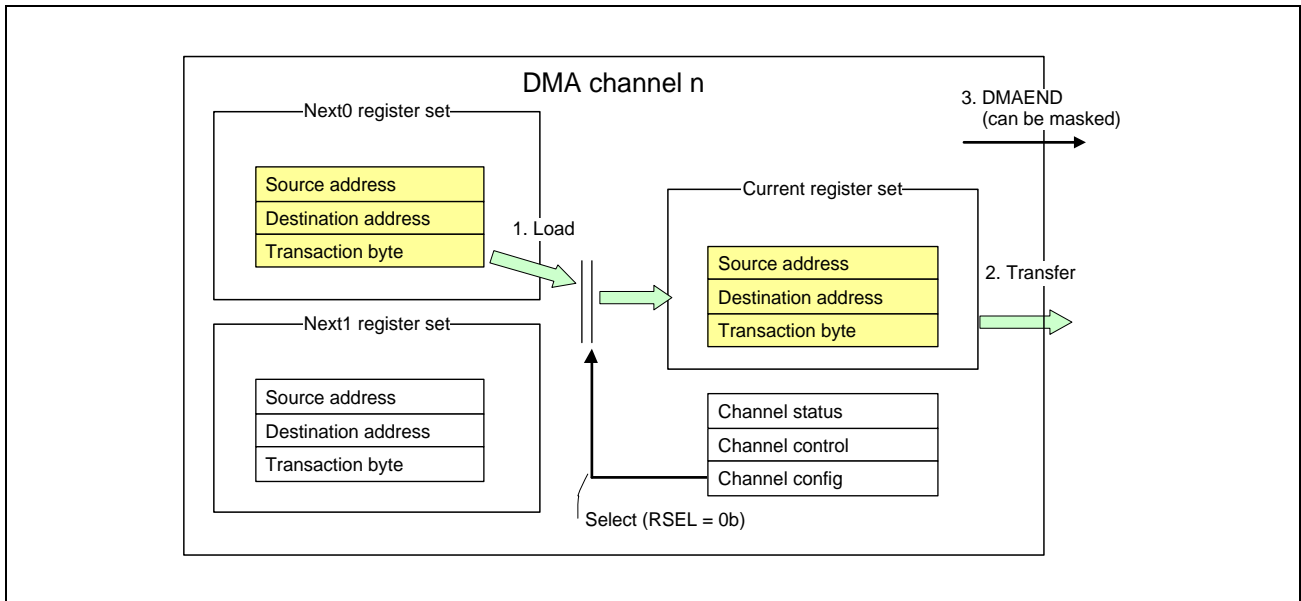 DMA channel n
Next0 register set
Source address
Destination address
Transaction byte
1. Load
Next1 register set
Source address
Destination address
Transaction byte
3. DMAEND
(can be masked)
Current register set
Source address
Destination address
Transaction byte
2. Transfer
Channel status
Channel control
Channel config
Select (RSEL = 0b)